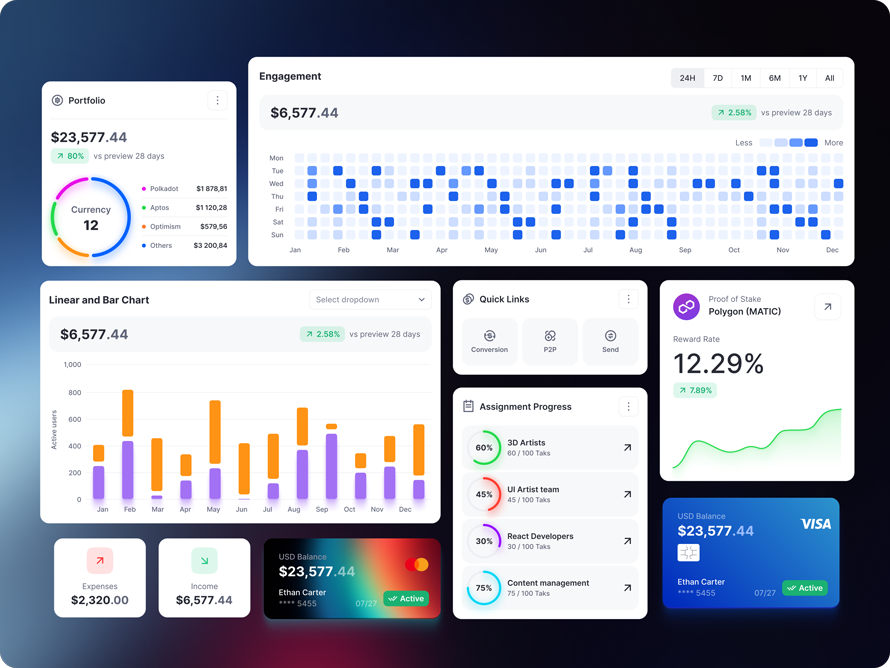 Portfolio
$23,577.44
80% vs preview 28 days
Currency
12
Polkadot $1 878,81
Aptos $1 120,28
Optimism $579,56
Others $3 200,84
Engagement
24H 7D 1M 6M 1Y All
$6,577.44
2.58% vs preview 28 days
Less More
Mon
Tue
Wed
Thu
Fri
Sat
Sun
Jan Feb Mar Apr May Jun Jul Aug Sep Oct Nov Dec
Linear and Bar Chart
Select dropdown
$6,577.44
2.58% vs preview 28 days
Active users
1,000
800
600
400
200
0
Jan Feb Mar Apr May Jun Jul Aug Sep Oct Nov Dec
Quick Links
Conversion P2P Send
Proof of Stake
Polygon (MATIC)
Reward Rate
12.29%
7.89%
Assignment Progress
60%
3D Artists
60 / 100 Taks
45%
UI Artist team
45 / 100 Taks
30%
React Developers
30 / 100 Taks
75%
Content management
75 / 100 Taks
Expenses
$2,320.00
Income
$6,577.44
USD Balance
$23,577.44
Ethan Carter
**** 5455
07/27
Active
USD Balance
$23,577.44
VISA
Ethan Carter
**** 5455
07/27
Active